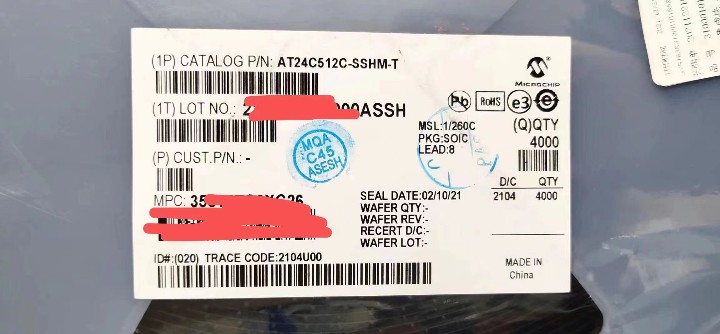 (1P) CATALOG P/N: AT24C512C-SSHM-T
MICROCHIP
(1T) LOT NO.: 2
00ASSH
Pb
RoHS
e3
e
MSL:1/260C
PKG:SOIC
LEAD:8
(Q)QTY
4000
(P) CUST.P/N.: -
MQA
C45
ASESH
D/C QTY
2104 4000
MPC:
SEAL DATE:02/10/21
WAFER QTY:-
WAFER REV:-
RECERT D/C:-
WAFER LOT:-
ID#:(020) TRACE CODE:2104U00
MADE IN
China